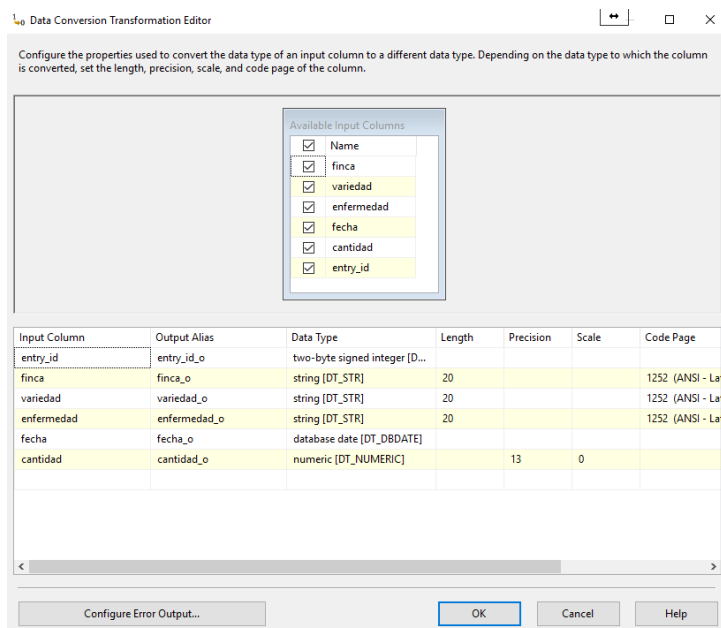 Data Conversion Transformation Editor
Configure the properties used to convert the data type of an input column to a different data type. Depending on the data type to which the column
is converted, set the length, precision, scale, and code page of the column.
Available Input Columns
Name
finca
variedad
enfermedad
fecha
cantidad
entry_id
Input Column Output Alias Data Type Length Precision Scale Code Page
entry_id entry_id_o two-byte signed integer [D...
finca finca_o string [DT_STR] 20 1252 (ANSI - La
variedad variedad_o string [DT_STR] 20 1252 (ANSI - La
enfermedad enfermedad_o string [DT_STR] 20 1252 (ANSI - La
fecha fecha_o database date [DT_DBDATE]
cantidad cantidad_o numeric [DT_NUMERIC] 13 0
Configure Error Output... OK Cancel Help